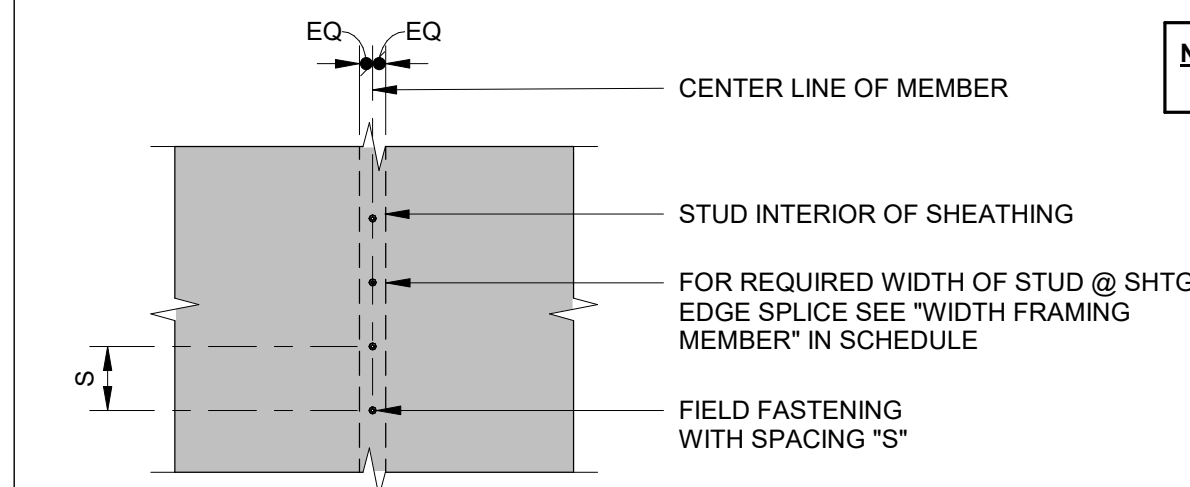 EQ EQ
CENTER LINE OF MEMBER
STUD INTERIOR OF SHEATHING
FOR REQUIRED WIDTH OF STUD @ SHTG
EDGE SPLICE SEE "WIDTH FRAMING
MEMBER" IN SCHEDULE
S
FIELD FASTENING
WITH SPACING "S"